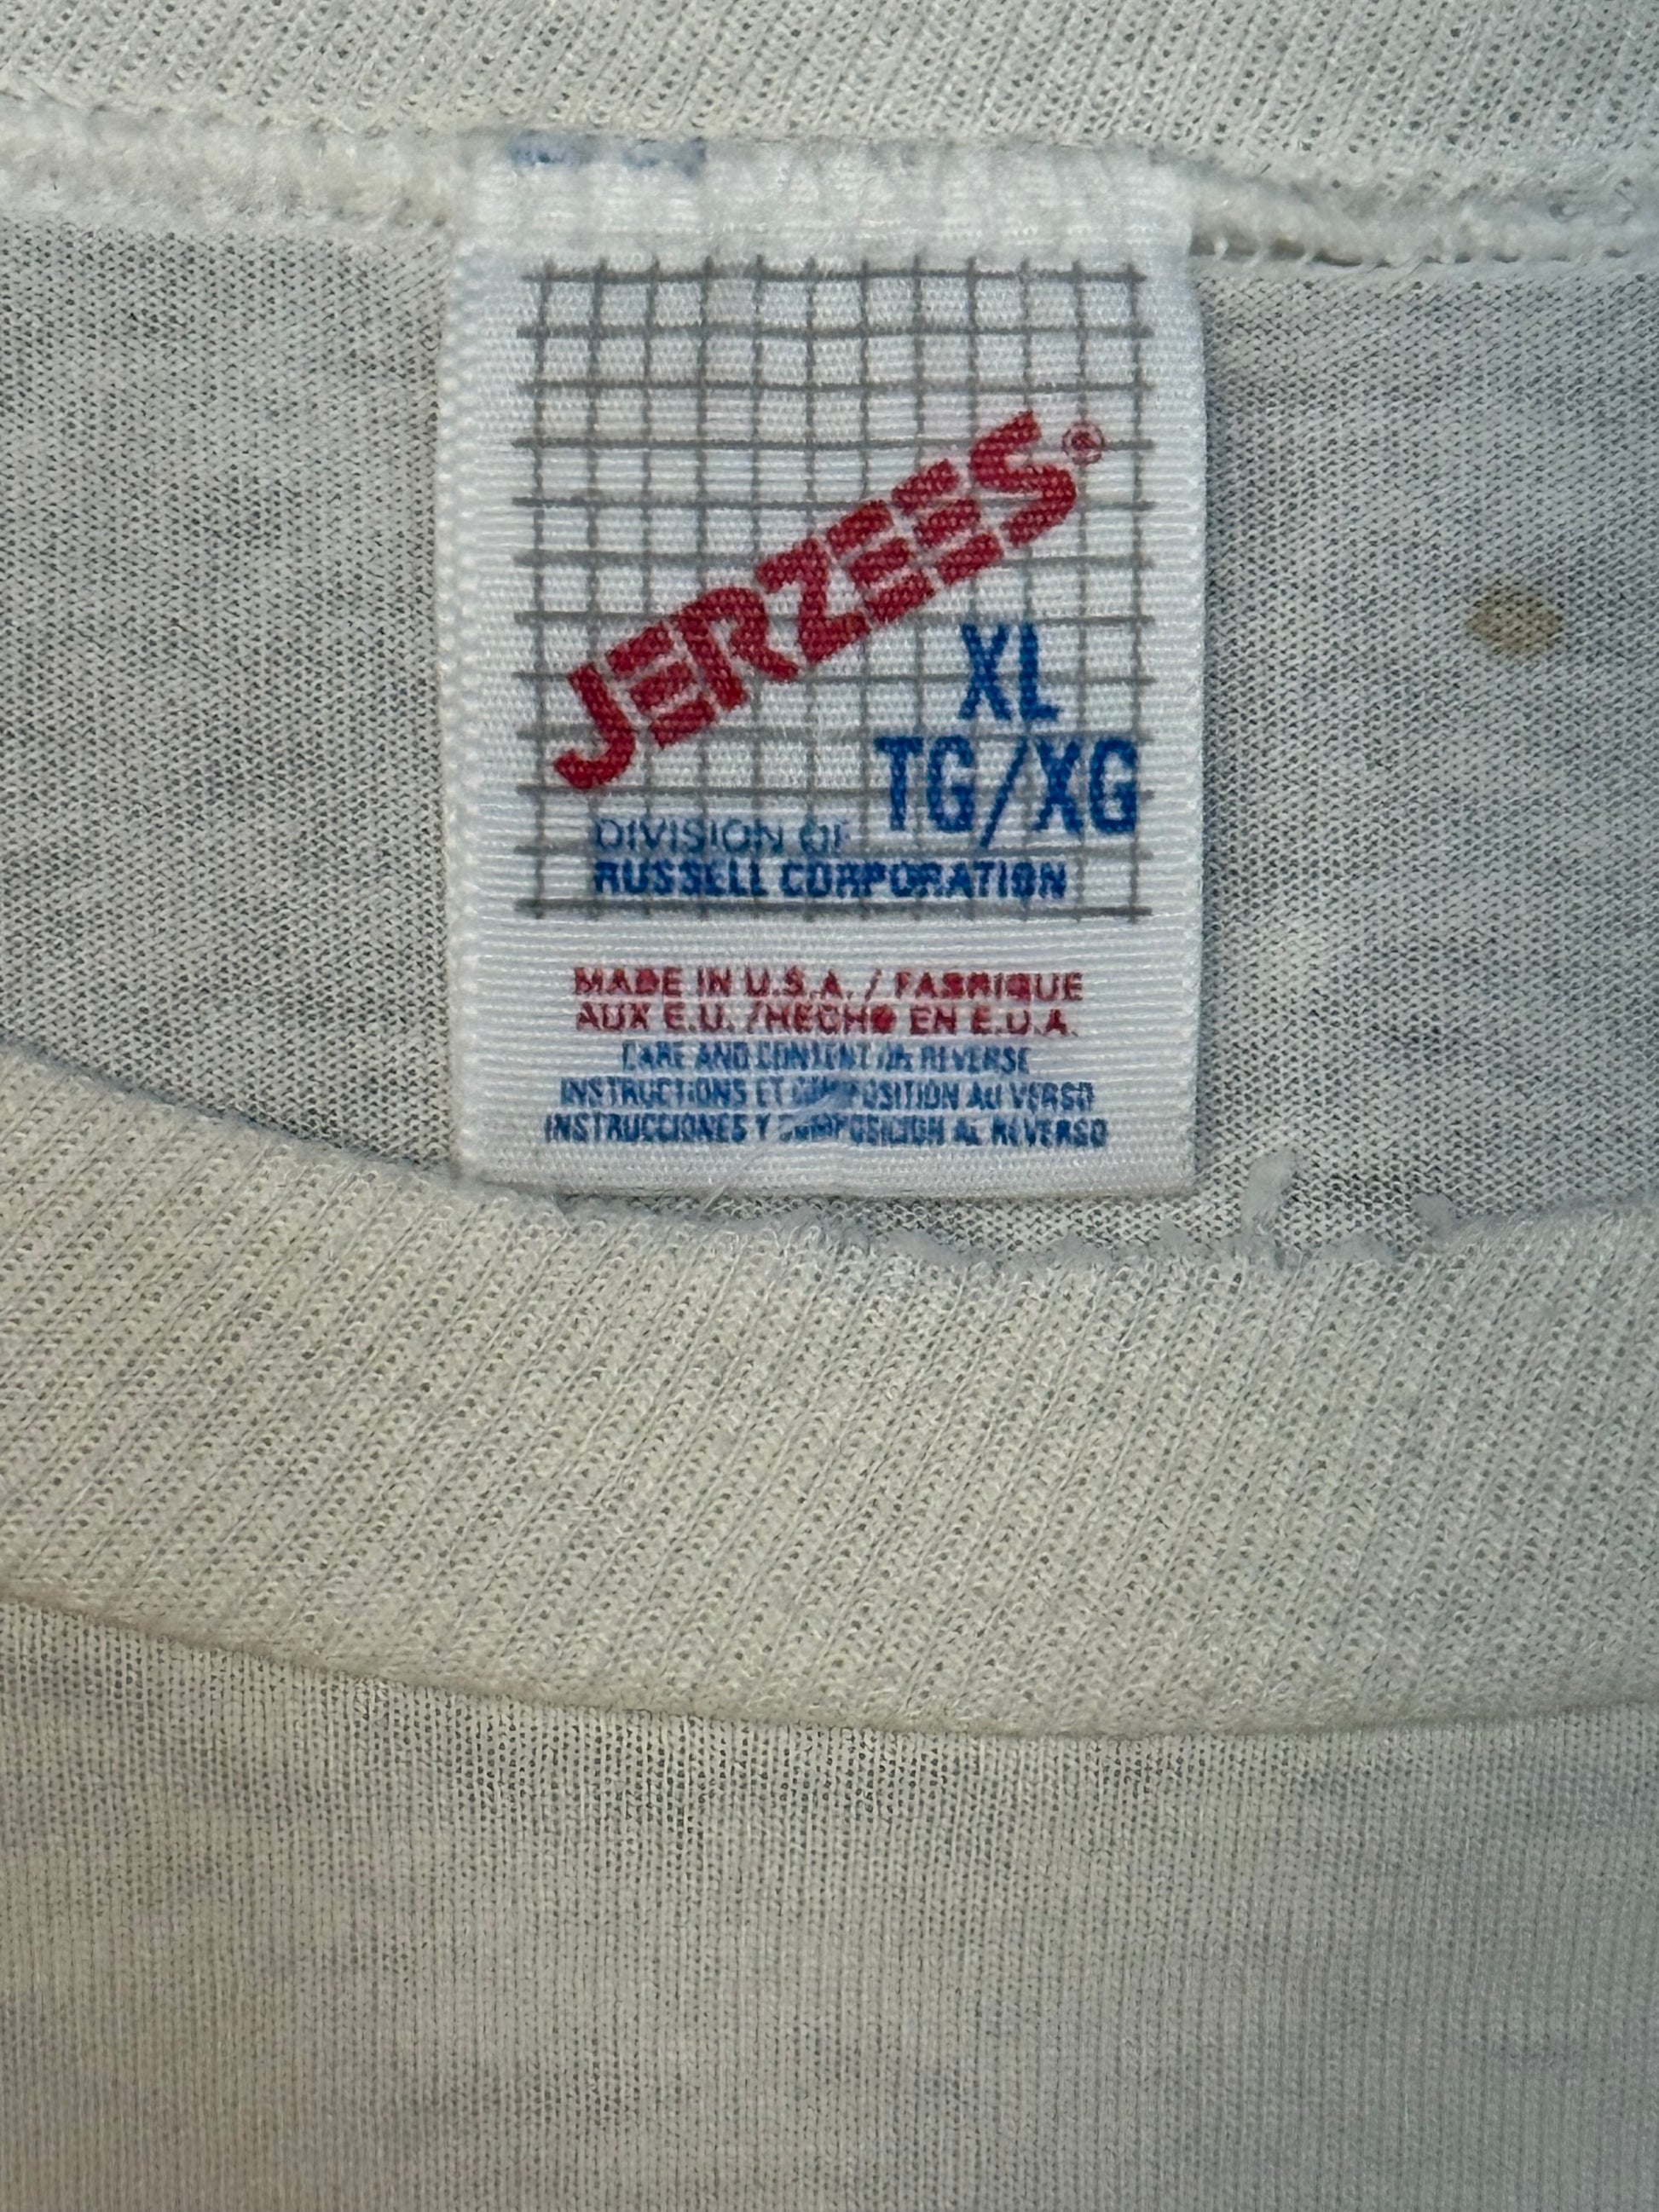 JERZEES®
XL
TG/XG
DIVISION OF
RUSSELL CORPORATION
MADE IN U.S.A. / FABRIQUE
AUX E.U. /HECHO EN E.U.A.
CARE AND CONTENT ON REVERSE
INSTRUCTIONS ET COMPOSITION AU VERSO
INSTRUCCIONES Y COMPOSICION AL REVERSO